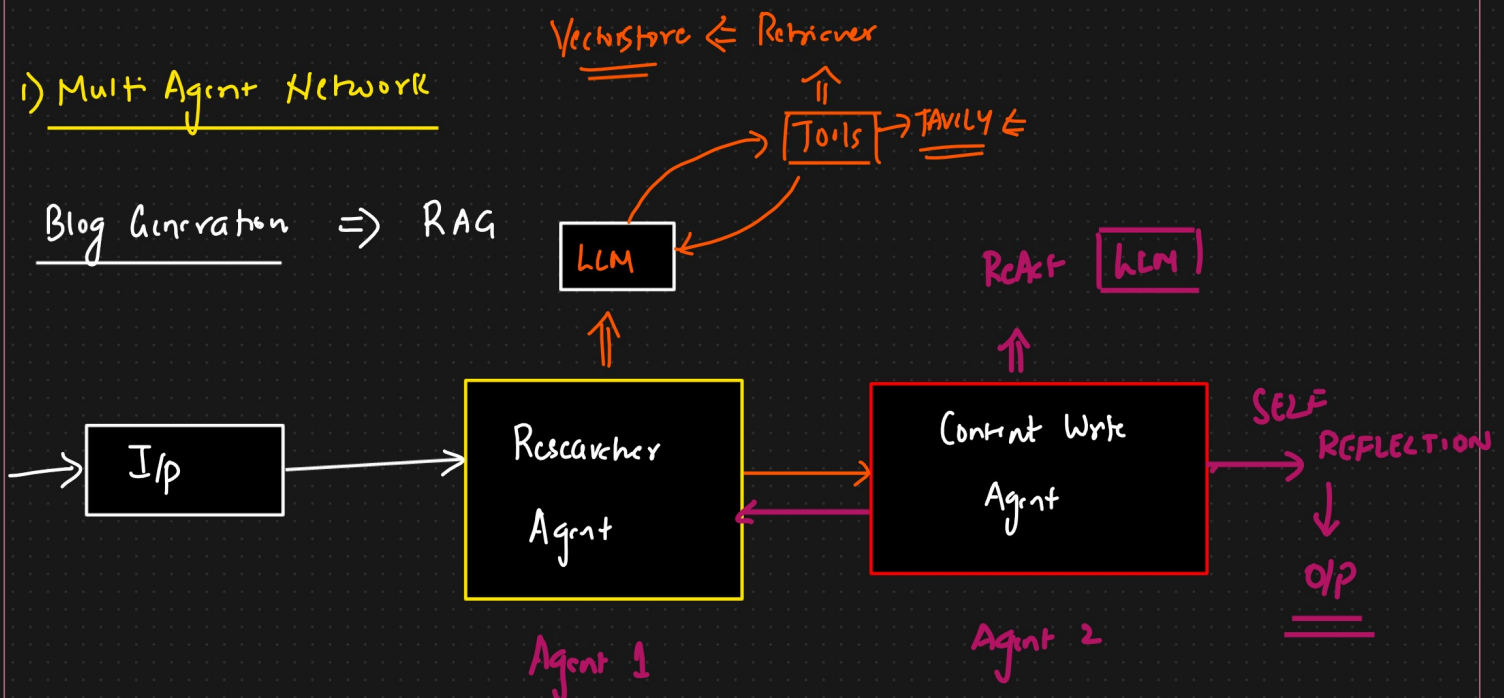 Vectorstore ⇐ Retriever
1) Multi Agent Network
Tools → TAVILY ⇐
Blog Generation ⇒ RAG
LLM
ReAct LLM
I/p
Researcher
Agent
Content Write
Agent
SELF
REFLECTION
O/P
Agent 1
Agent 2